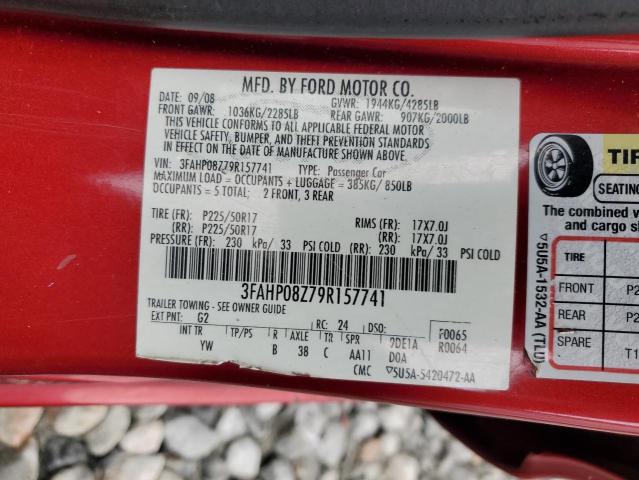 MFD. BY FORD MOTOR CO.
DATE: 09/08 GVWR: 1944KG/4285LB
FRONT GAWR: 1036KG/2285LB REAR GAWR: 907KG/2000LB
THIS VEHICLE CONFORMS TO ALL APPLICABLE FEDERAL MOTOR
VEHICLE SAFETY, BUMPER, AND THEFT PREVENTION STANDARDS
IN EFFECT ON THE DATE OF MANUFACTURE SHOWN ABOVE.
VIN: 3FAHP08Z79R157741 TYPE: Passenger Car
MAXIMUM LOAD = OCCUPANTS + LUGGAGE = 385KG/850LB
OCCUPANTS = 5 TOTAL; 2 FRONT, 3 REAR
TIRE (FR): P225/50R17 RIMS (FR): 17X7.0J
(RR): P225/50R17 (RR): 17X7.0J
PRESSURE (FR): 230 kPa/ 33 PSI COLD (RR): 230 kPa/ 33 PSI COLD
3FAHP08Z79R157741
TRAILER TOWING - SEE OWNER GUIDE
EXT PNT: G2 RC: 24 DSO: F0065
INT TR TP/PS R AXLE TR SPR 9DE1A R0064
YW B 38 C AA11 D0A
CMC 5U5A-5420472-AA
TIR
SEATING
The combined
and cargo s
5U5A-1532-AA (TLU)
TIRE
FRONT P2
REAR P2
SPARE T1